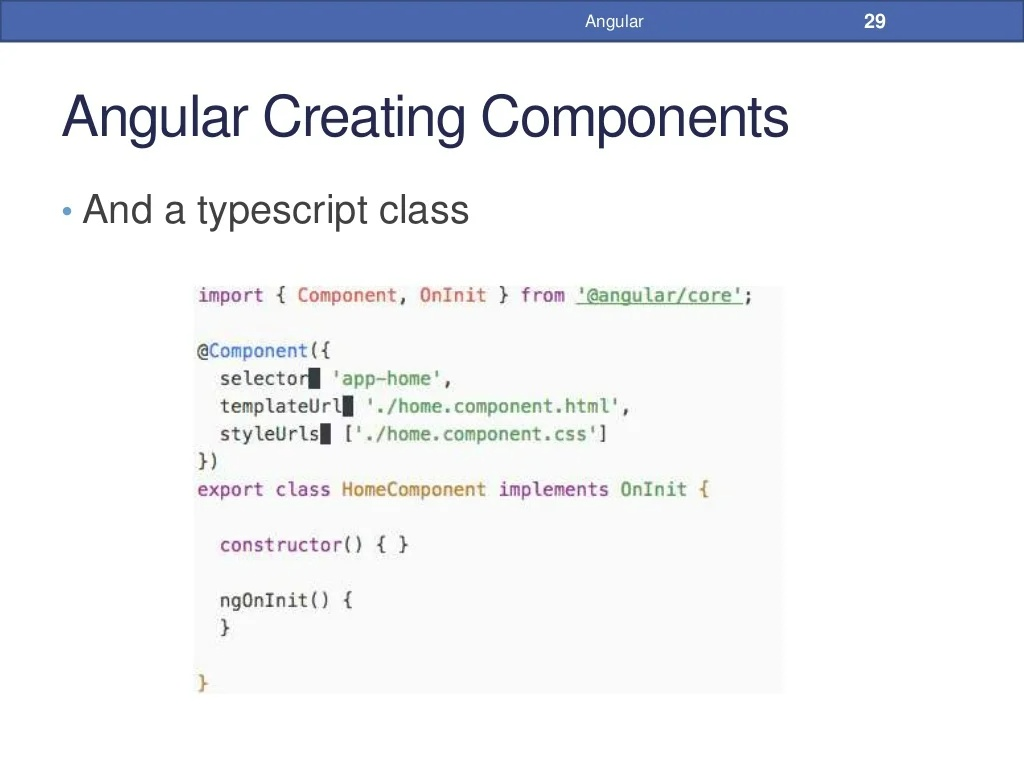 Angular 29
Angular Creating Components
• And a typescript class
import { Component, OnInit } from '@angular/core';
@Component({
selector 'app-home',
templateUrl './home.component.html',
styleUrls ['./home.component.css']
})
export class HomeComponent implements OnInit {
constructor() { }
ngOnInit() {
}
}